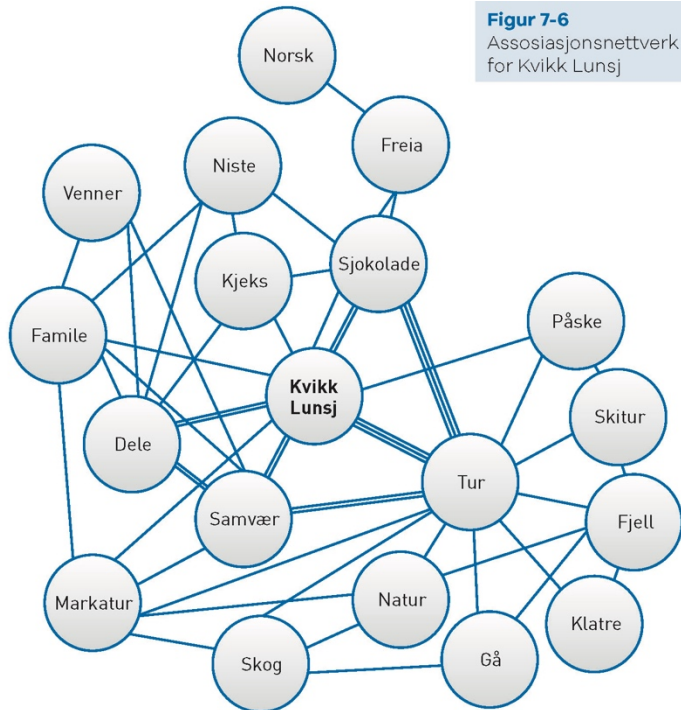 Figur 7-6
Assosiasjonsnettverk
for Kvikk Lunsj
Norsk
Freia
Niste
Venner
Sjokolade
Kjeks
Påske
Famile
Kvikk
Lunsj
Skitur
Dele
Tur
Samvær
Fjell
Markatur
Natur
Klatre
Skog
Gå